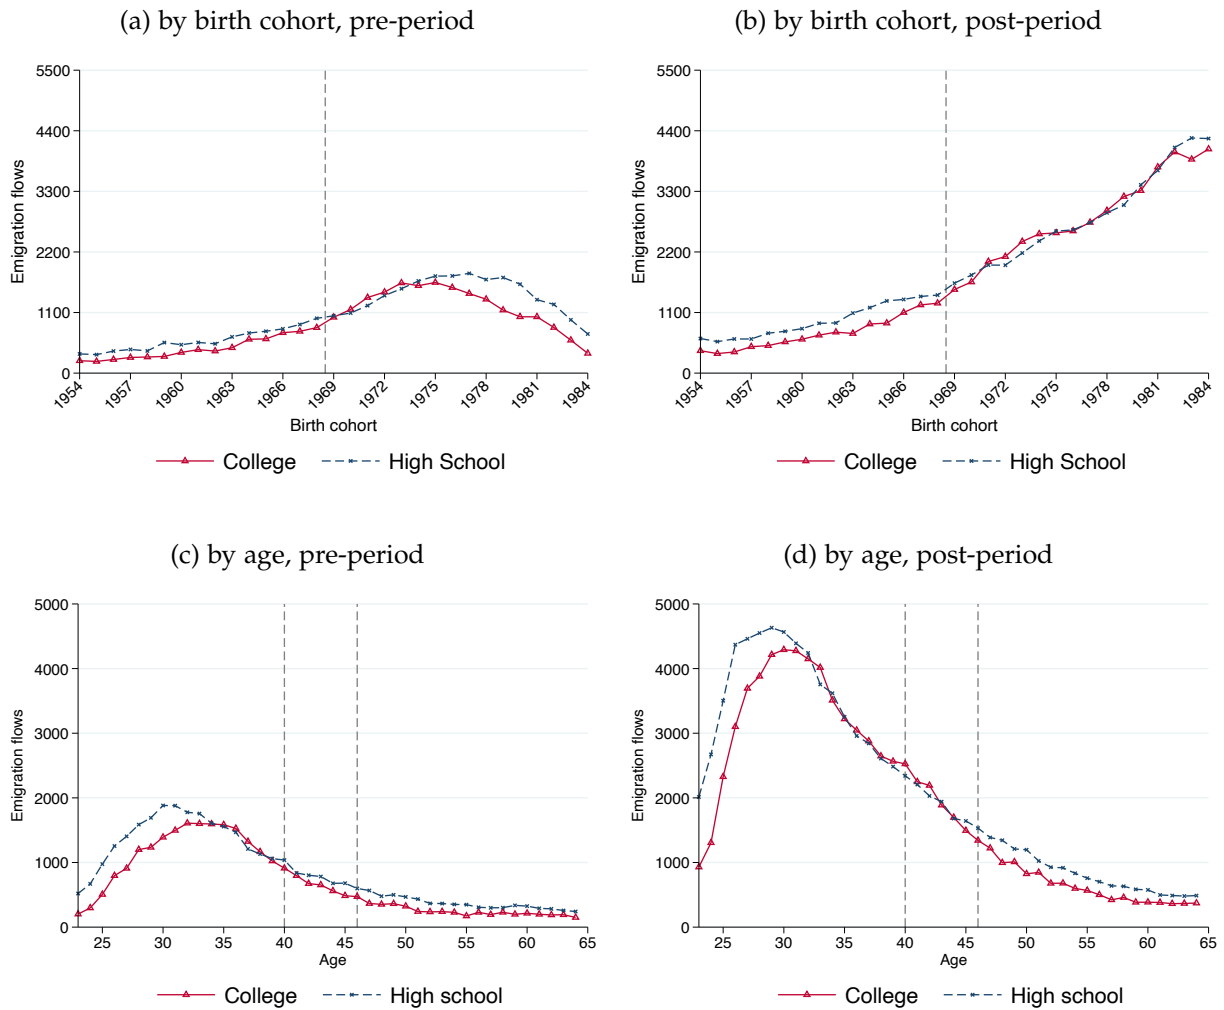 (a) by birth cohort, pre-period
Emigration flows
5500
4400
3300
2200
1100
0
1954 1957 1960 1963 1966 1969 1972 1975 1978 1981 1984
Birth cohort
College High School
(b) by birth cohort, post-period
Emigration flows
5500
4400
3300
2200
1100
0
1954 1957 1960 1963 1966 1969 1972 1975 1978 1981 1984
Birth cohort
College High School
(c) by age, pre-period
Emigration flows
5000
4000
3000
2000
1000
0
25 30 35 40 45 50 55 60 65
Age
College High school
(d) by age, post-period
Emigration flows
5000
4000
3000
2000
1000
0
25 30 35 40 45 50 55 60 65
Age
College High school